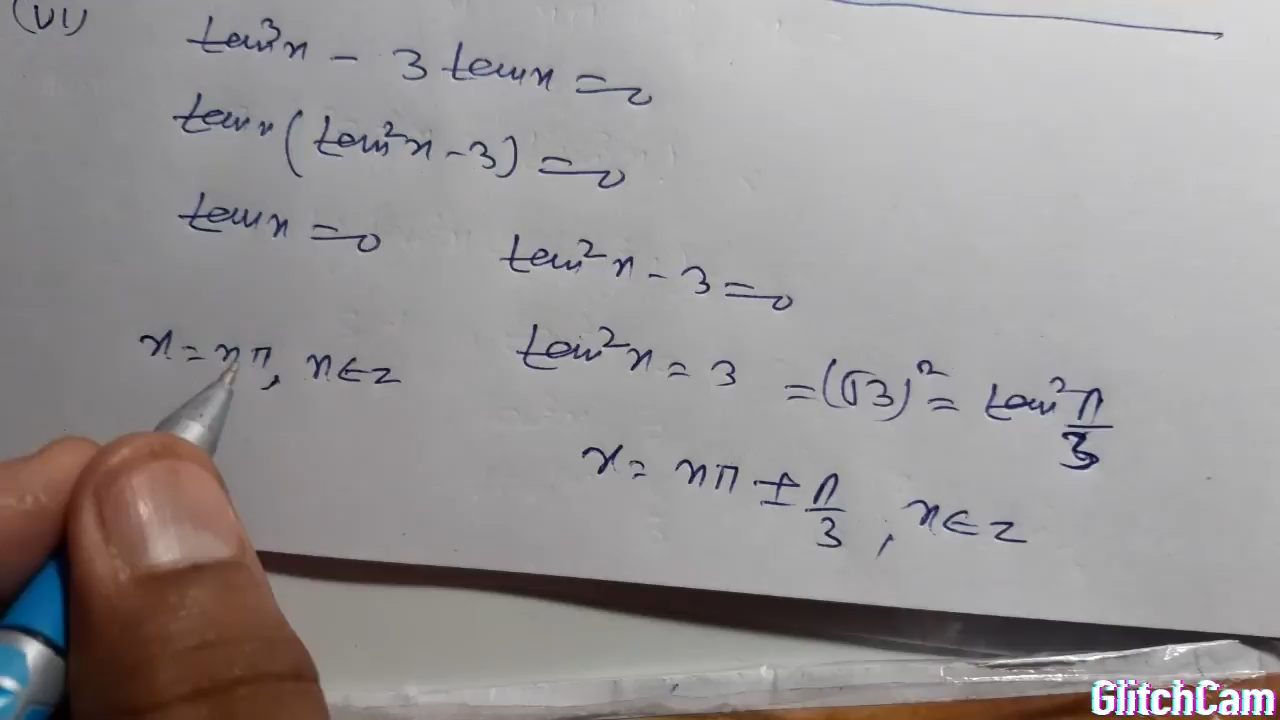 (VI)
tan³x - 3 tanx = 0
tanx (tan²x - 3) = 0
tanx = 0
tan²x - 3 = 0
x = nπ, n ∈ z
tan²x = 3 = (√3)² = tan² π/3
x = nπ ± π/3, n ∈ z
GlitchCam